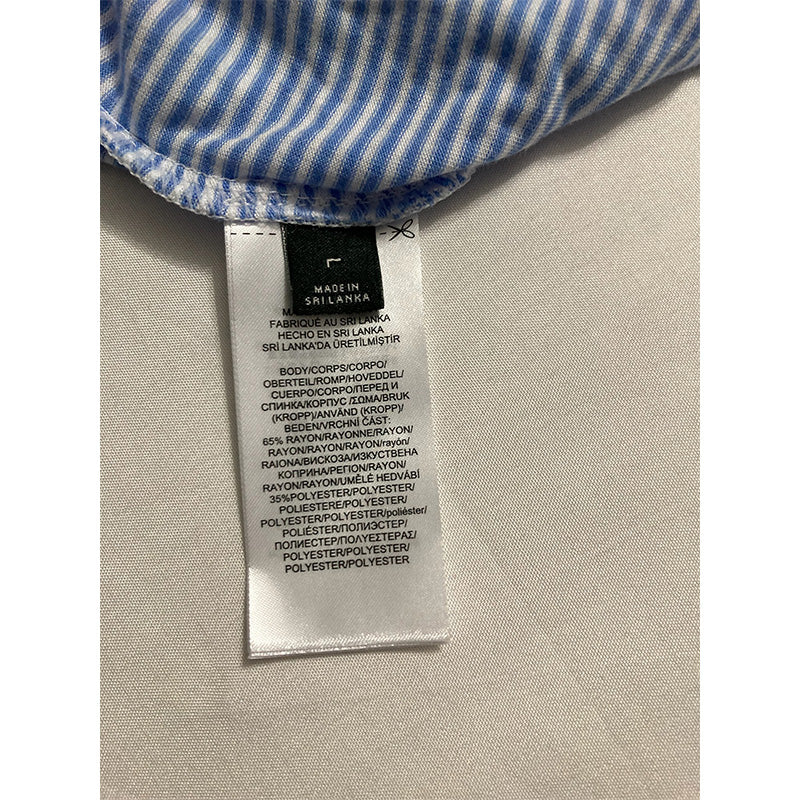 L
MADE IN
SRI LANKA
FABRIQUÉ AU SRI LANKA
HECHO EN SRI LANKA
SRİ LANKA'DA ÜRETİLMİŞTİR
BODY/CORPS/CORPO/
OBERTEIL/ROMP/HOVEDDEL/
CUERPO/CORPO/ПЕРЕД И
СПИНКА/КОРПУС /ΣΩΜΑ/BRUK
(KROPP)/ANVÄND (KROPP)/
BEDEN/VRCHNÍ ČÁST:
65% RAYON/RAYONNE/RAYON/
RAYON/RAYON/RAYON/rayón/
RAIONA/ВИСКОЗА/ИЗКУСТВЕНА
КОПРИНА/ΡΕΓΙΟΝ/RAYON/
RAYON/RAYON/UMĚLÉ HEDVÁBÍ
35%POLYESTER/POLYESTER/
POLIESTERE/POLYESTER/
POLYESTER/POLYESTER/poliéster/
POLIÉSTER/ПОЛИЭСТЕР/
ПОЛИЕСТЕР/ΠΟΛΥΕΣΤΕΡΑΣ/
POLYESTER/POLYESTER/
POLYESTER/POLYESTER